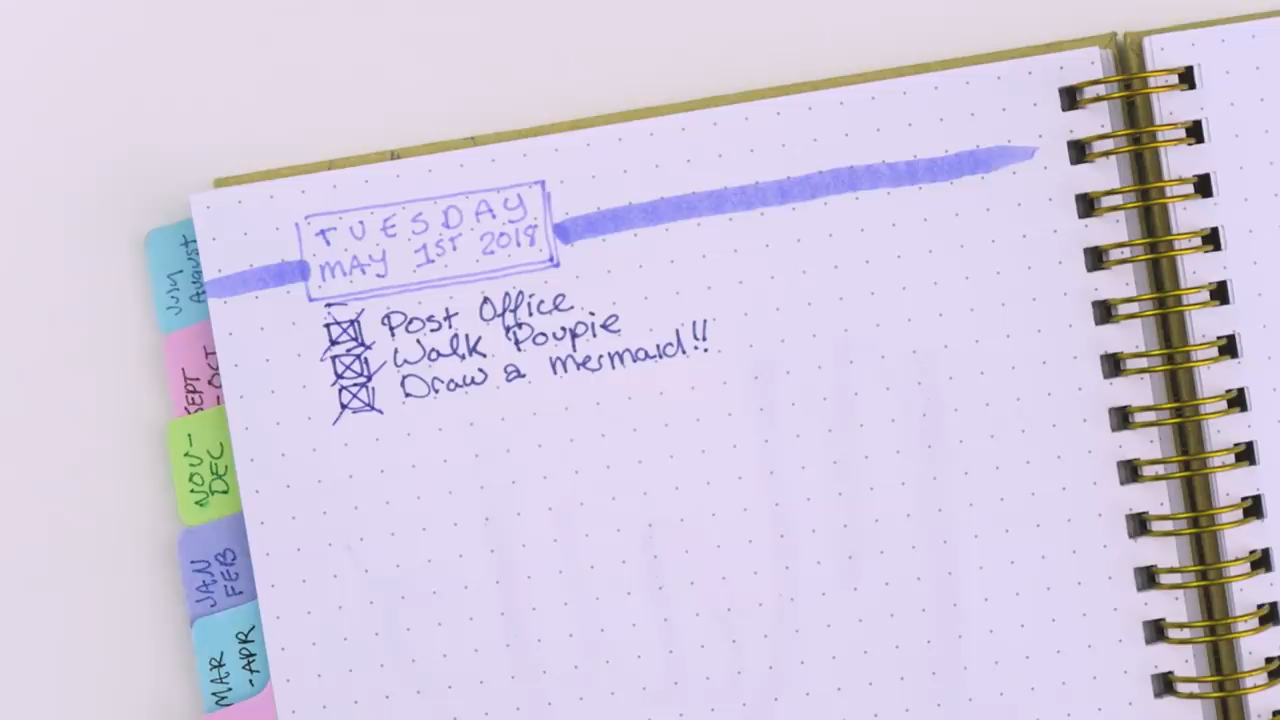 TUESDAY
MAY 1ST 2018
Post Office
Walk Poupie
Draw a mermaid!!
JULY
AUGUST
SEPT
-OCT
NOV-
DEC
JAN
FEB
MAR
-APR